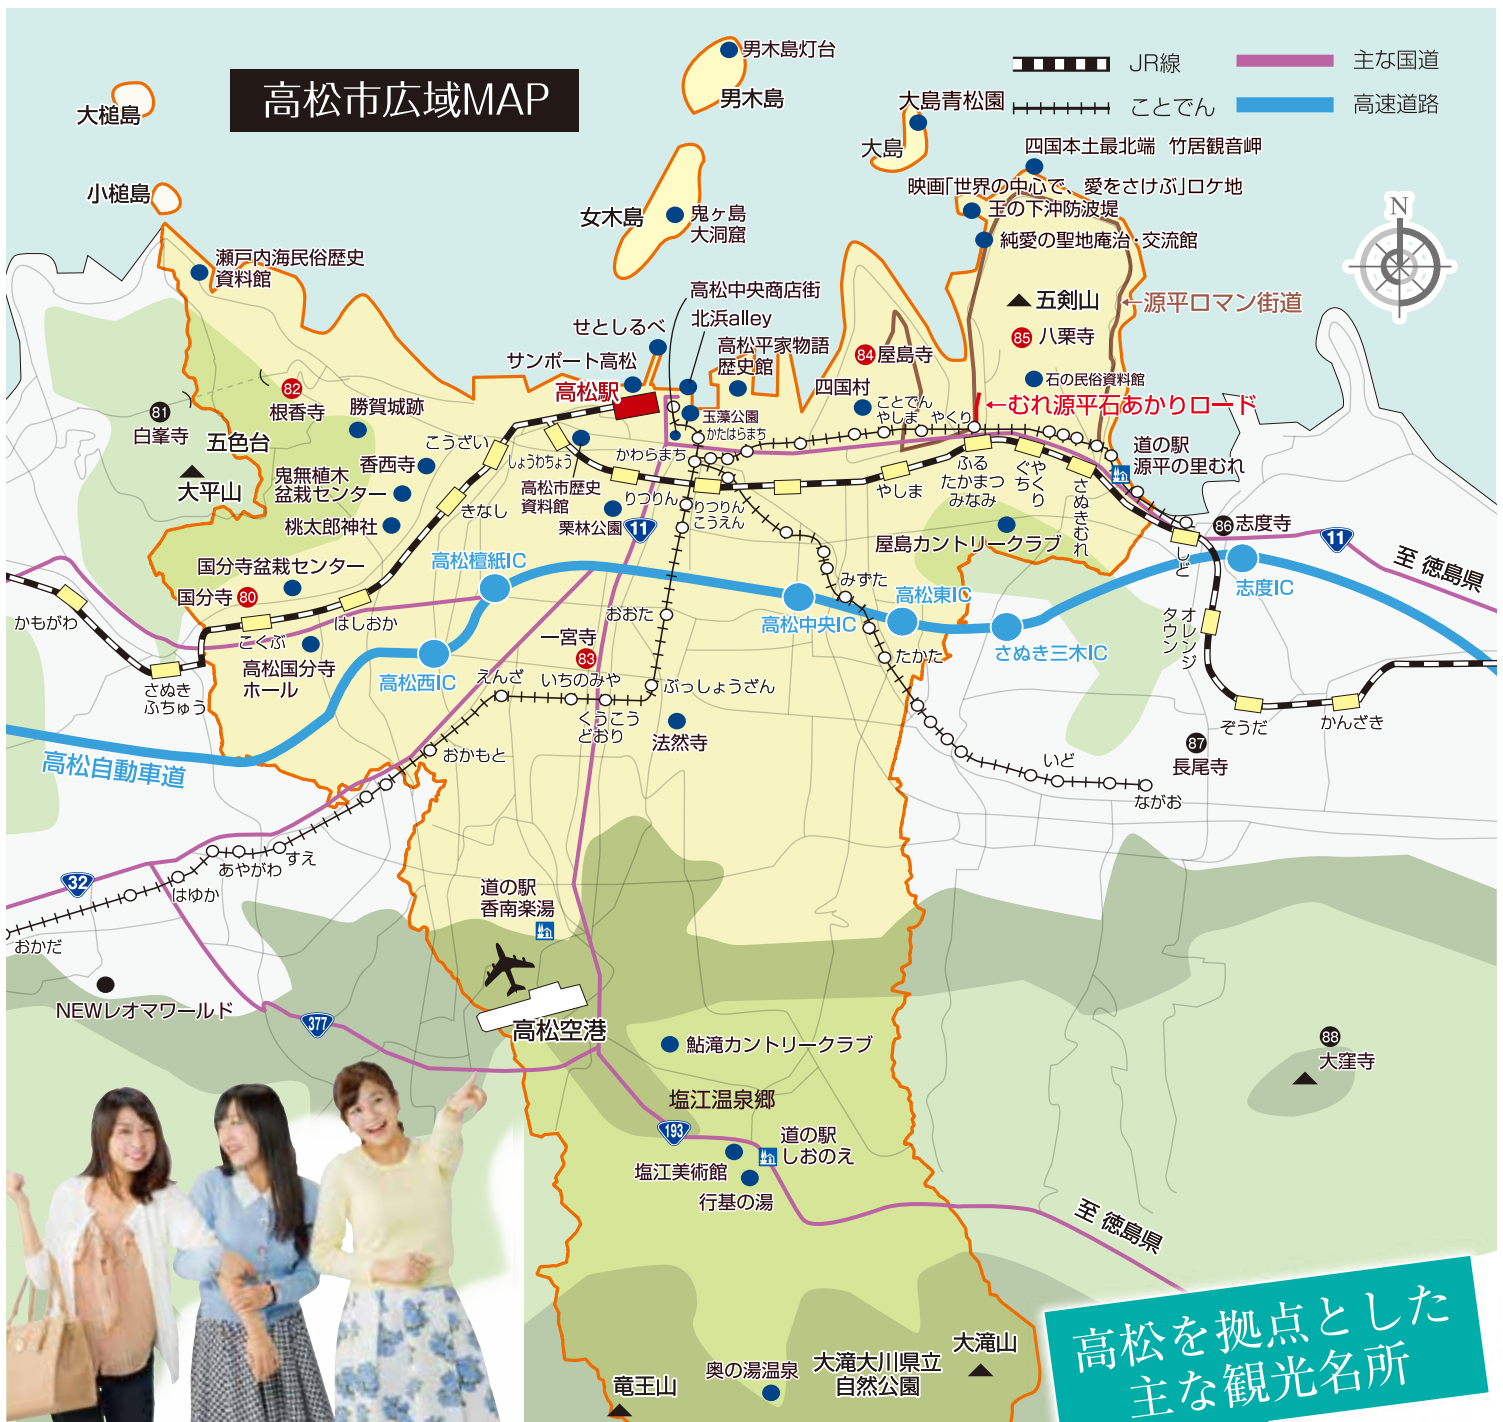 高松市広域MAP
JR線
主な国道
ことでん
高速道路
N
大槌島
小槌島
男木島灯台
男木島
大島青松園
大島
女木島
鬼ヶ島
大洞窟
四国本土最北端　竹居観音岬
映画「世界の中心で、愛をさけぶ」ロケ地
王の下沖防波堤
純愛の聖地庵治・交流館
瀬戸内海民俗歴史
資料館
高松中央商店街
北浜alley
せとしるべ
サンポート高松
高松駅
高松平家物語
歴史館
玉藻公園
かたはらまち
五剣山
←源平ロマン街道
85 八栗寺
84 屋島寺
石の民俗資料館
←むれ源平石あかりロード
四国村
ことでん
やしま
やくり
道の駅
源平の里むれ
82
根香寺
勝賀城跡
81
白峯寺
五色台
大平山
鬼無植木
盆栽センター
香西寺
桃太郎神社
こうざい
きなし
しょうわちょう
かわらまち
高松市歴史
資料館
栗林公園
りつりん
りつりん
こうえん
11
やしま
ふる
たかまつ
みなみ
やくり
ぐち
さぬきむれ
屋島カントリークラブ
86 志度寺
しど
11
至 徳島県
志度IC
国分寺盆栽センター
国分寺 80
高松檀紙IC
はしおか
こくぶ
高松国分寺
ホール
かもがわ
さぬき
ふちゅう
高松西IC
えんざ
一宮寺
83
いちのみや
くうこう
どおり
おおた
ぶっしょうざん
法然寺
高松中央IC
みずた
高松東IC
たかた
さぬき三木IC
オレンジ
タウン
ぞうだ
かんざき
87
長尾寺
いど
ながお
高松自動車道
おかもと
すえ
あやがわ
はゆか
32
おかだ
NEWレオマワールド
377
道の駅
香南楽湯
高松空港
鮎滝カントリークラブ
塩江温泉郷
193
道の駅
しおのえ
塩江美術館
行基の湯
88
大窪寺
至 徳島県
奥の湯温泉
竜王山
大滝大川県立
自然公園
大滝山
高松を拠点とした
主な観光名所